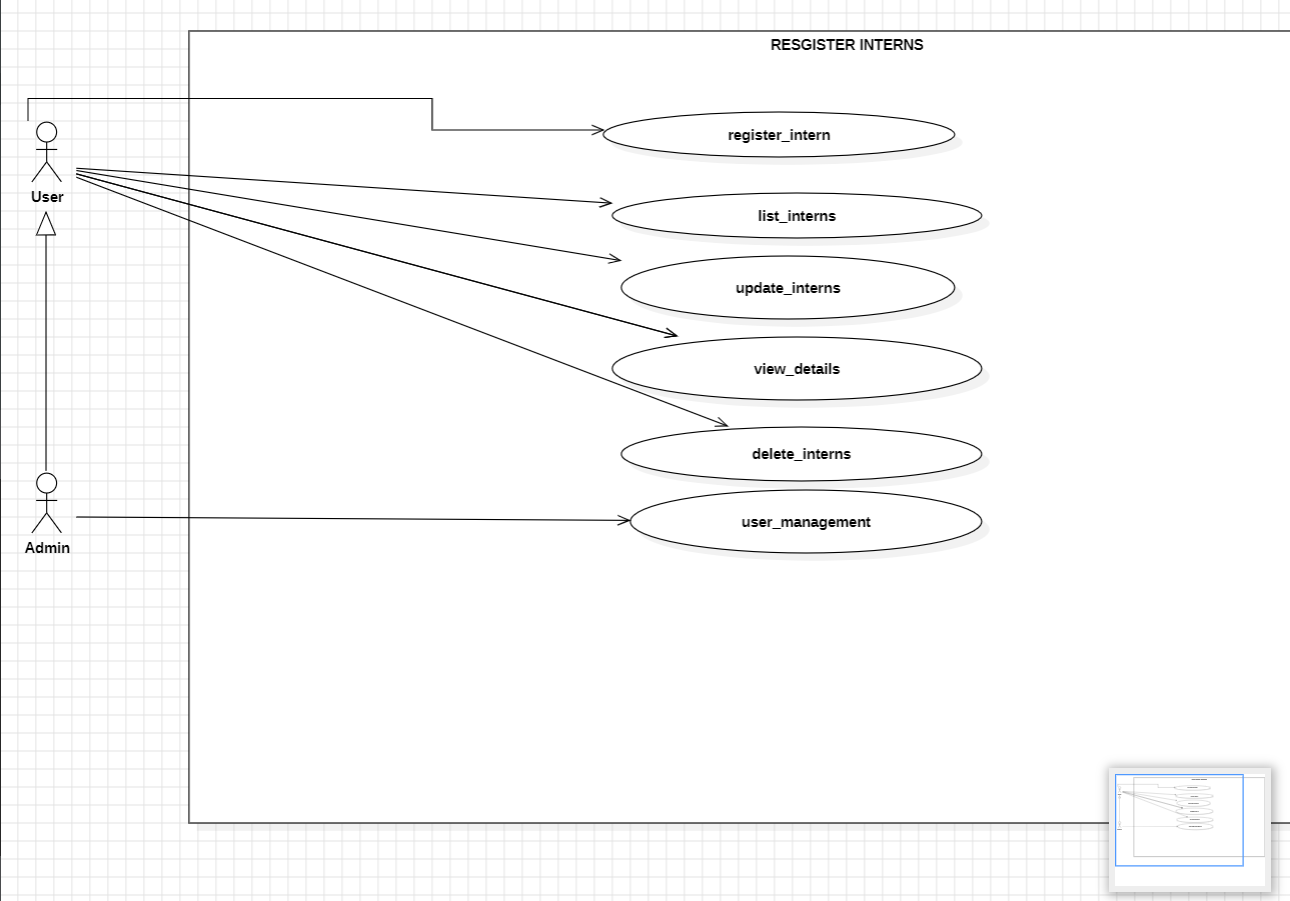 RESGISTER INTERNS
register_intern
User
list_interns
update_interns
view_details
delete_interns
user_management
Admin